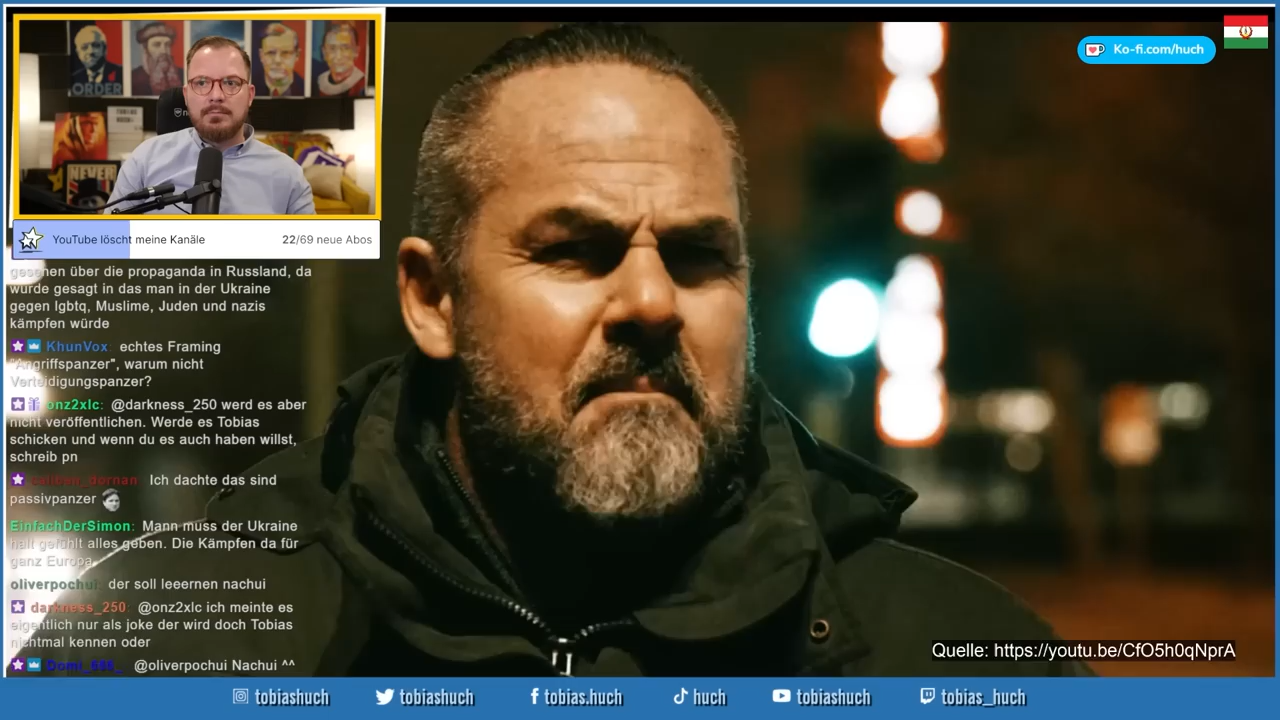 Ko-fi.com/huch
ORDER
NEVER
YouTube löscht meine Kanäle
22/69 neue Abos
gesehen über die propaganda in Russland, da
wurde gesagt in das man in der Ukraine
gegen lgbtq, Muslime, Juden und nazis
kämpfen würde
KhunVox echtes Framing
"Angriffspanzer", warum nicht
Verteidigungspanzer?
onz2xlc: @darkness_250 werd es aber
nicht veröffentlichen. Werde es Tobias
schicken und wenn du es auch haben willst,
schreib pn
Ich dachte das sind
passivpanzer
EinfachDerSimon: Mann muss der Ukraine
halt gefühlt alles geben. Die Kämpfen da für
genz Europa
oliverpochui: der soll leeernen nachui
darkness_250: @onz2xlc ich meinte es
eigentlich nur als joke der wird doch Tobias
nichtmal kennen oder
@oliverpochui Nachui ^^
Quelle: https://youtu.be/CfO5h0qNprA
tobiashuch
tobiashuch
tobias.huch
huch
tobiashuch
tobias_huch